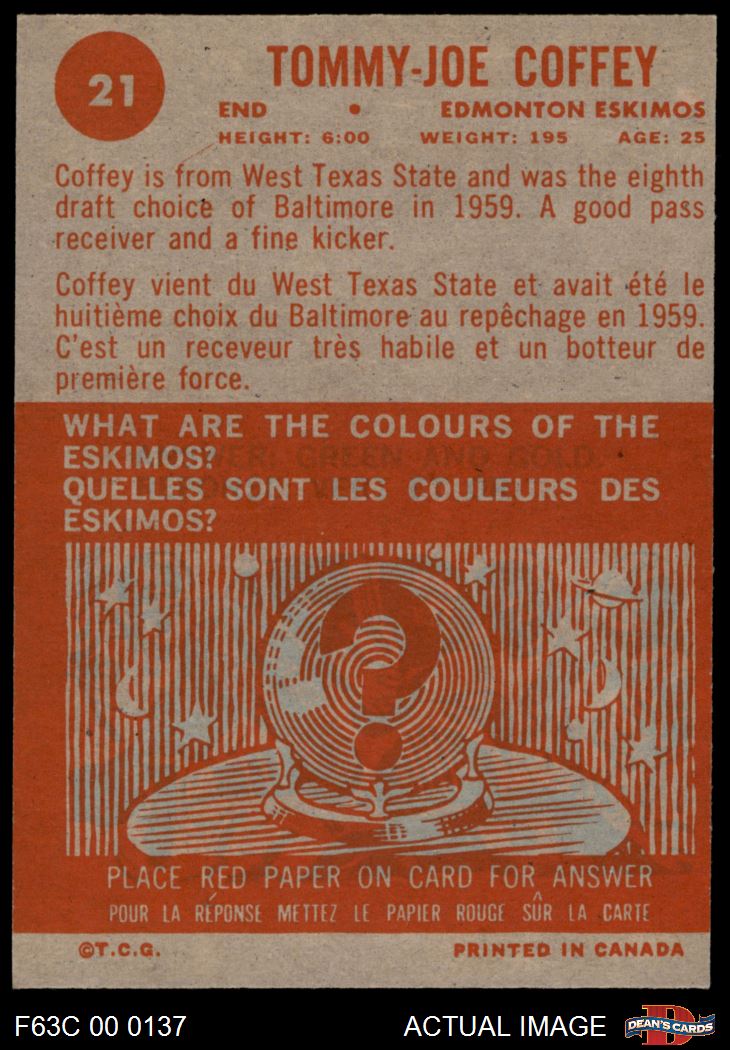 21
TOMMY-JOE COFFEY
END • EDMONTON ESKIMOS
HEIGHT: 6:00 WEIGHT: 195 AGE: 25
Coffey is from West Texas State and was the eighth
draft choice of Baltimore in 1959. A good pass
receiver and a fine kicker.
Coffey vient du West Texas State et avait été le
huitième choix du Baltimore au repêchage en 1959.
C'est un receveur très habile et un botteur de
première force.
WHAT ARE THE COLOURS OF THE
ESKIMOS?
GREEN AND GOLD.
QUELLES SONT LES COULEURS DES
ESKIMOS?
?
PLACE RED PAPER ON CARD FOR ANSWER
POUR LA RÉPONSE METTEZ LE PAPIER ROUGE SÛR LA CARTE
©T.C.G. PRINTED IN CANADA
F63C 00 0137 ACTUAL IMAGE
D
DEAN'S CARDS